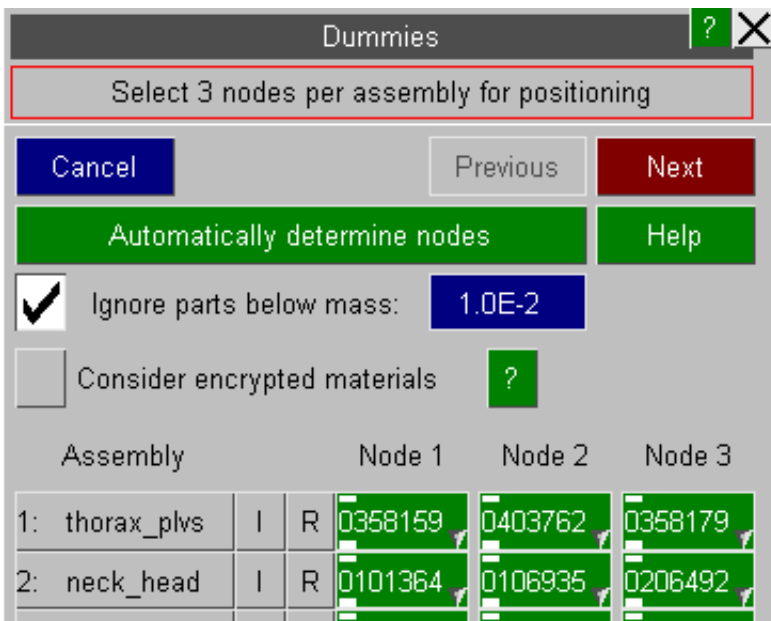 Dummies ? X
Select 3 nodes per assembly for positioning
Cancel Previous Next
Automatically determine nodes Help
Ignore parts below mass: 1.0E-2
Consider encrypted materials ?
Assembly Node 1 Node 2 Node 3
1: thorax_plvs I R 0358159 0403762 0358179
2: neck_head I R 0101364 0106935 0206492